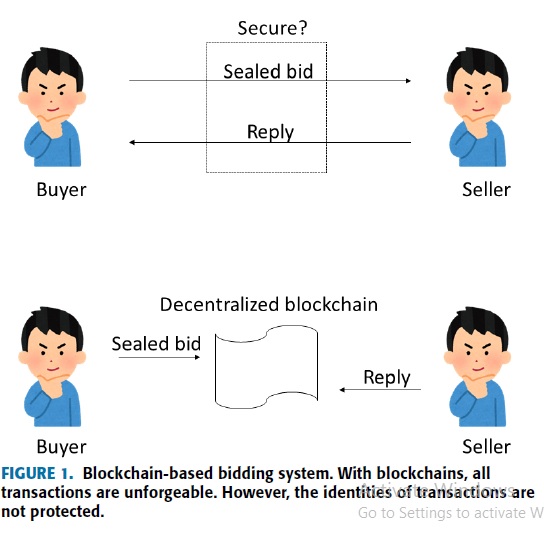 Secure?
Sealed bid
Reply
Buyer
Seller
Decentralized blockchain
Sealed bid
Reply
Buyer
Seller
FIGURE 1. Blockchain-based bidding system. With blockchains, all
transactions are unforgeable. However, the identities of transactions are
not protected.
Activate Windows
Go to Settings to activate W